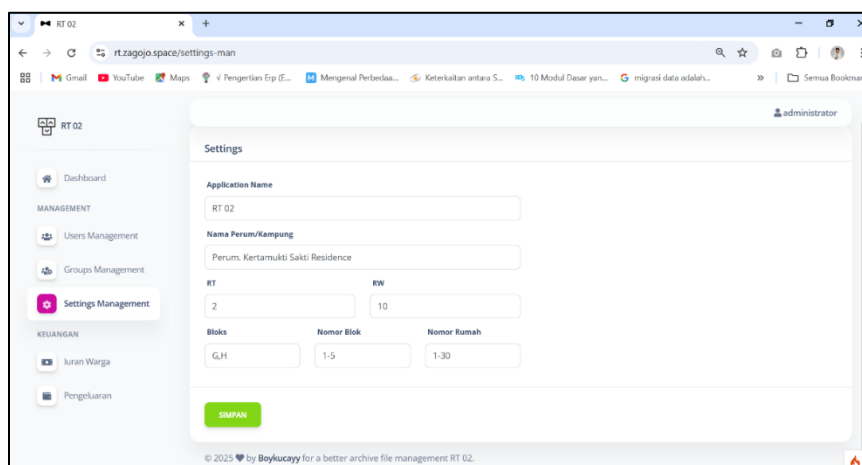 RT 02
rt.zagojo.space/settings-man
Gmail YouTube Maps √ Pengertian Erp (E... Mengenal Perbedaa... Keterkaitan antara S... 10 Modul Dasar yan... migrasi data adalah... » Semua Bookmar
RT 02
administrator
Settings
Dashboard
MANAGEMENT
Users Management
Groups Management
Settings Management
KEUANGAN
Iuran Warga
Pengeluaran
Application Name
RT 02
Nama Perum/Kampung
Perum. Kertamukti Sakti Residence
RT RW
2 10
Bloks Nomor Blok Nomor Rumah
G,H 1-5 1-30
SIMPAN
© 2025 by Boykucayy for a better archive file management RT 02.